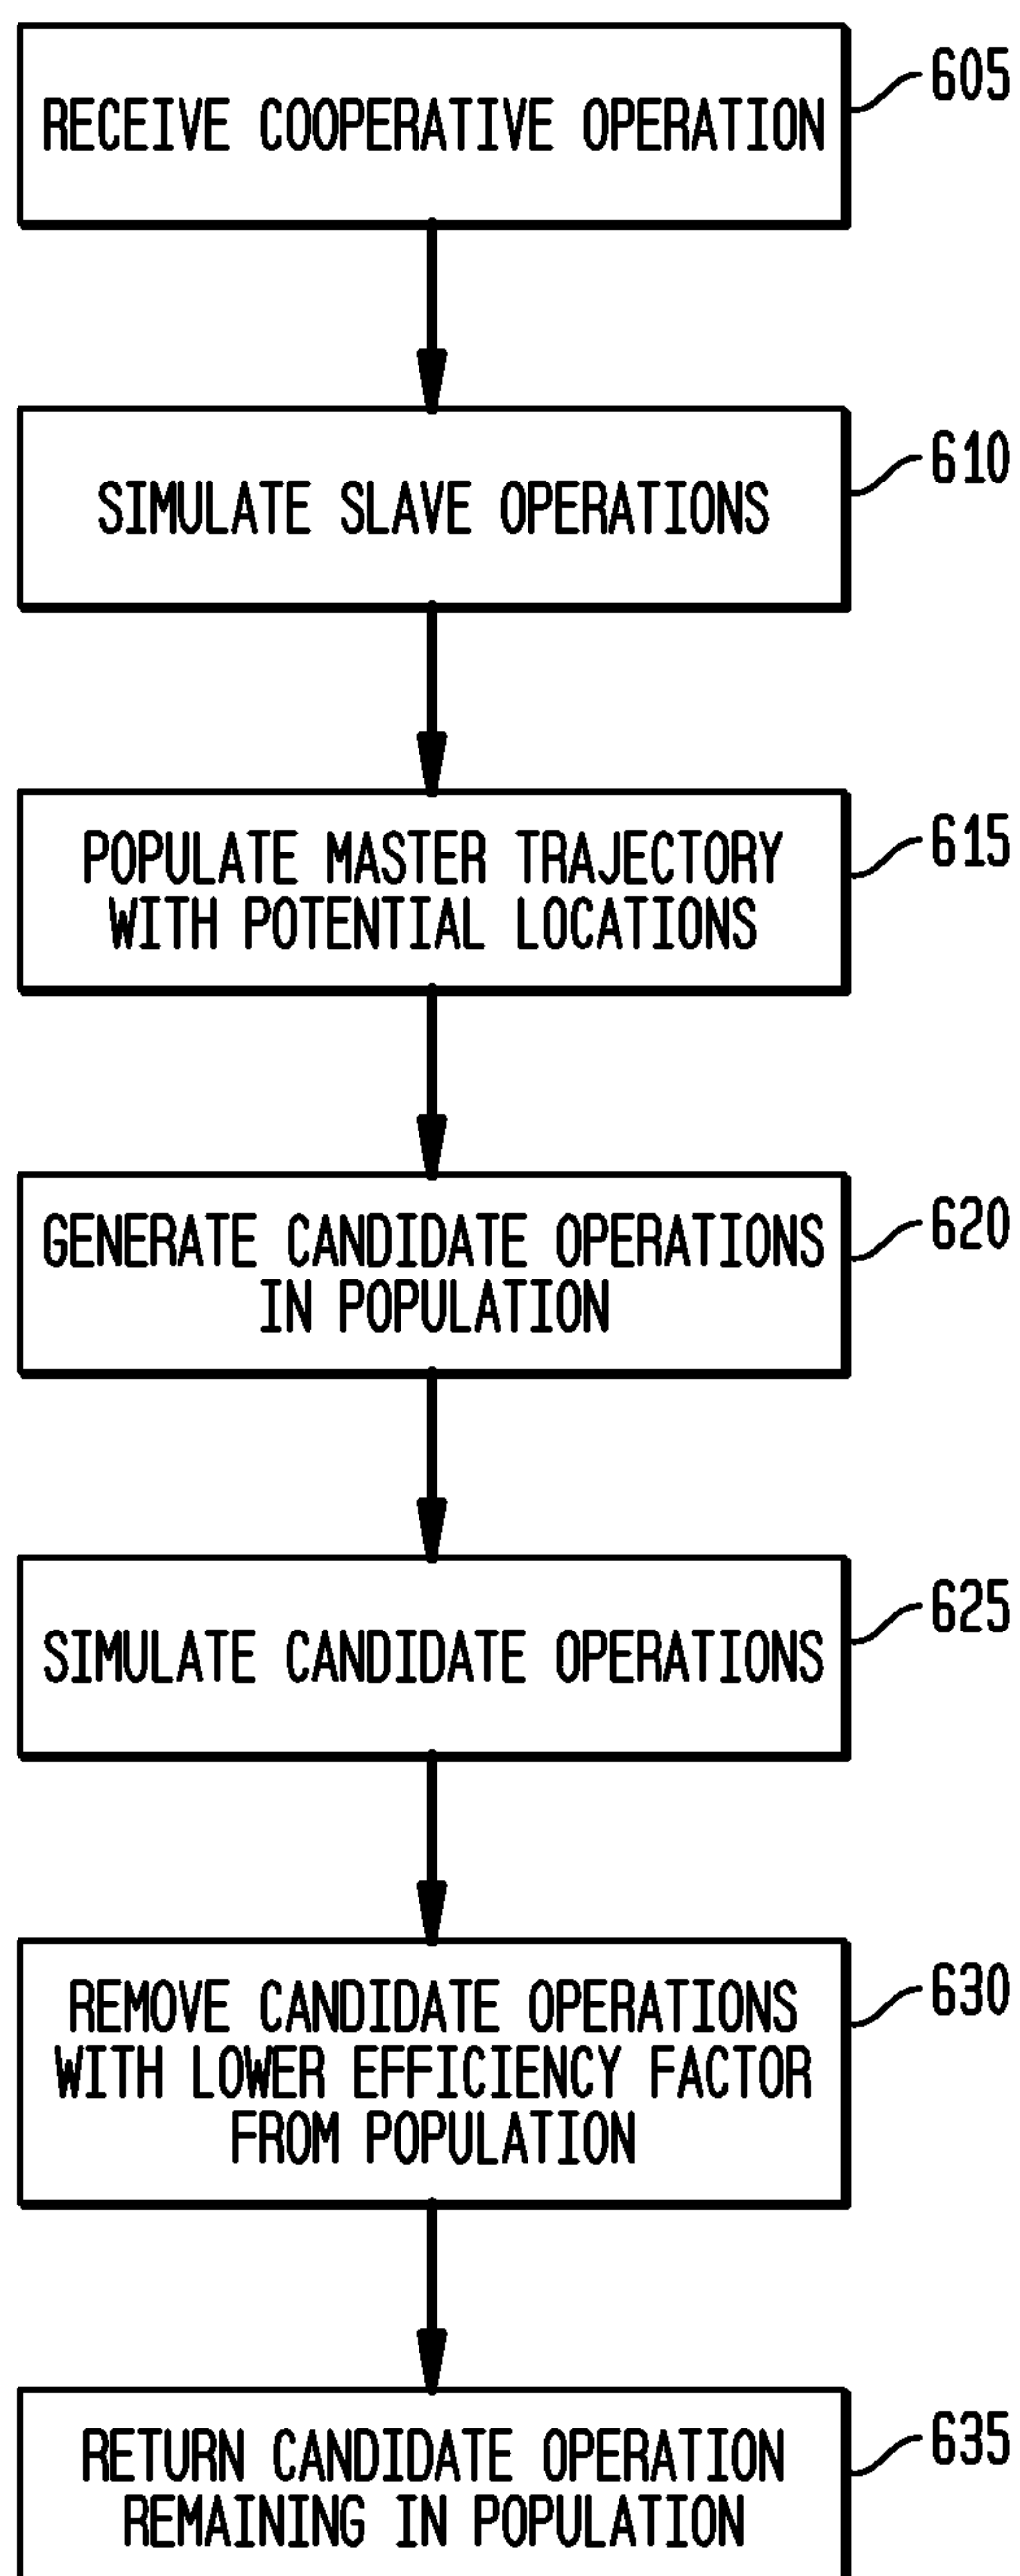 RECEIVE COOPERATIVE OPERATION
605
SIMULATE SLAVE OPERATIONS
610
POPULATE MASTER TRAJECTORY
WITH POTENTIAL LOCATIONS
615
GENERATE CANDIDATE OPERATIONS
IN POPULATION
620
SIMULATE CANDIDATE OPERATIONS
625
REMOVE CANDIDATE OPERATIONS
WITH LOWER EFFICIENCY FACTOR
FROM POPULATION
630
RETURN CANDIDATE OPERATION
REMAINING IN POPULATION
635